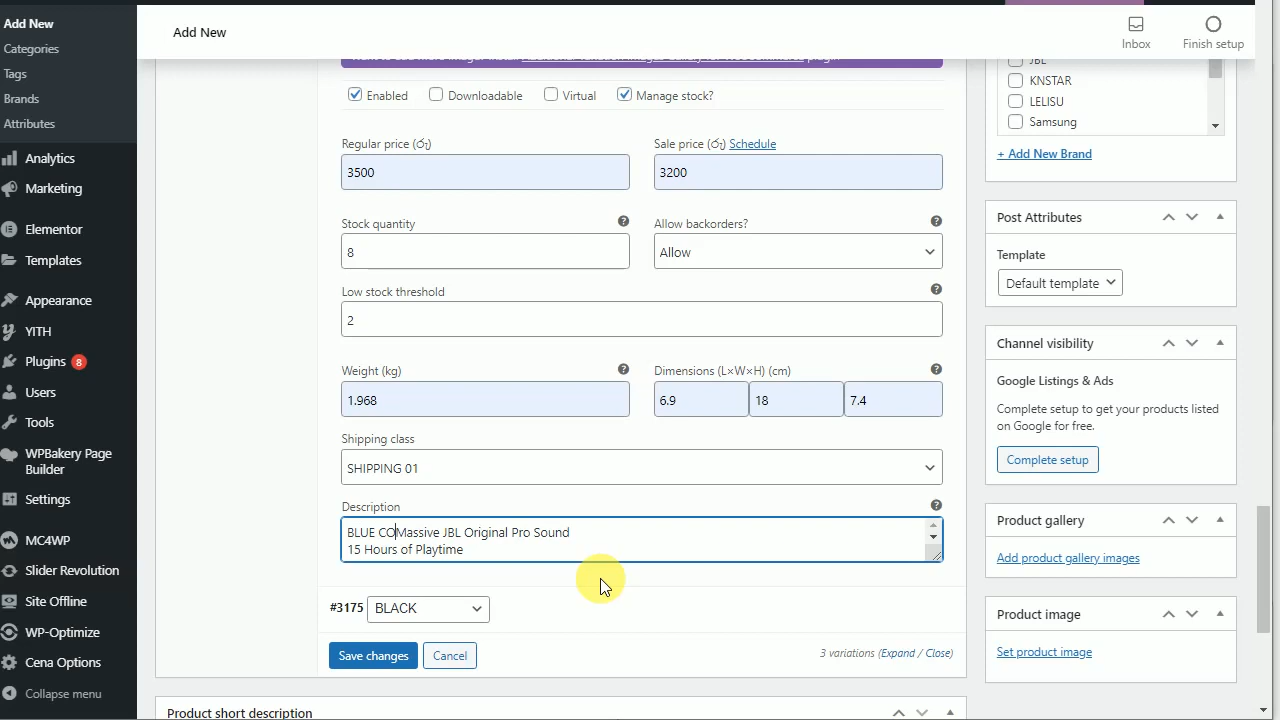 Add New
Categories
Tags
Brands
Attributes
Analytics
Marketing
Elementor
Templates
Appearance
YITH
Plugins 8
Users
Tools
WPBakery Page
Builder
Settings
MC4WP
Slider Revolution
Site Offline
WP-Optimize
Cena Options
Collapse menu
Add New
Inbox
Finish setup
Enabled
Downloadable
Virtual
Manage stock?
Regular price (රු)
3500
Sale price (රු) Schedule
3200
Stock quantity
8
Allow backorders?
Allow
Low stock threshold
2
Weight (kg)
1.968
Dimensions (L×W×H) (cm)
6.9
18
7.4
Shipping class
SHIPPING 01
Description
BLUE COMassive JBL Original Pro Sound
15 Hours of Playtime
#3175
BLACK
Save changes
Cancel
3 variations (Expand / Close)
Product short description
JBL
KNSTAR
LELISU
Samsung
+ Add New Brand
Post Attributes
Template
Default template
Channel visibility
Google Listings & Ads
Complete setup to get your products listed
on Google for free.
Complete setup
Product gallery
Add product gallery images
Product image
Set product image